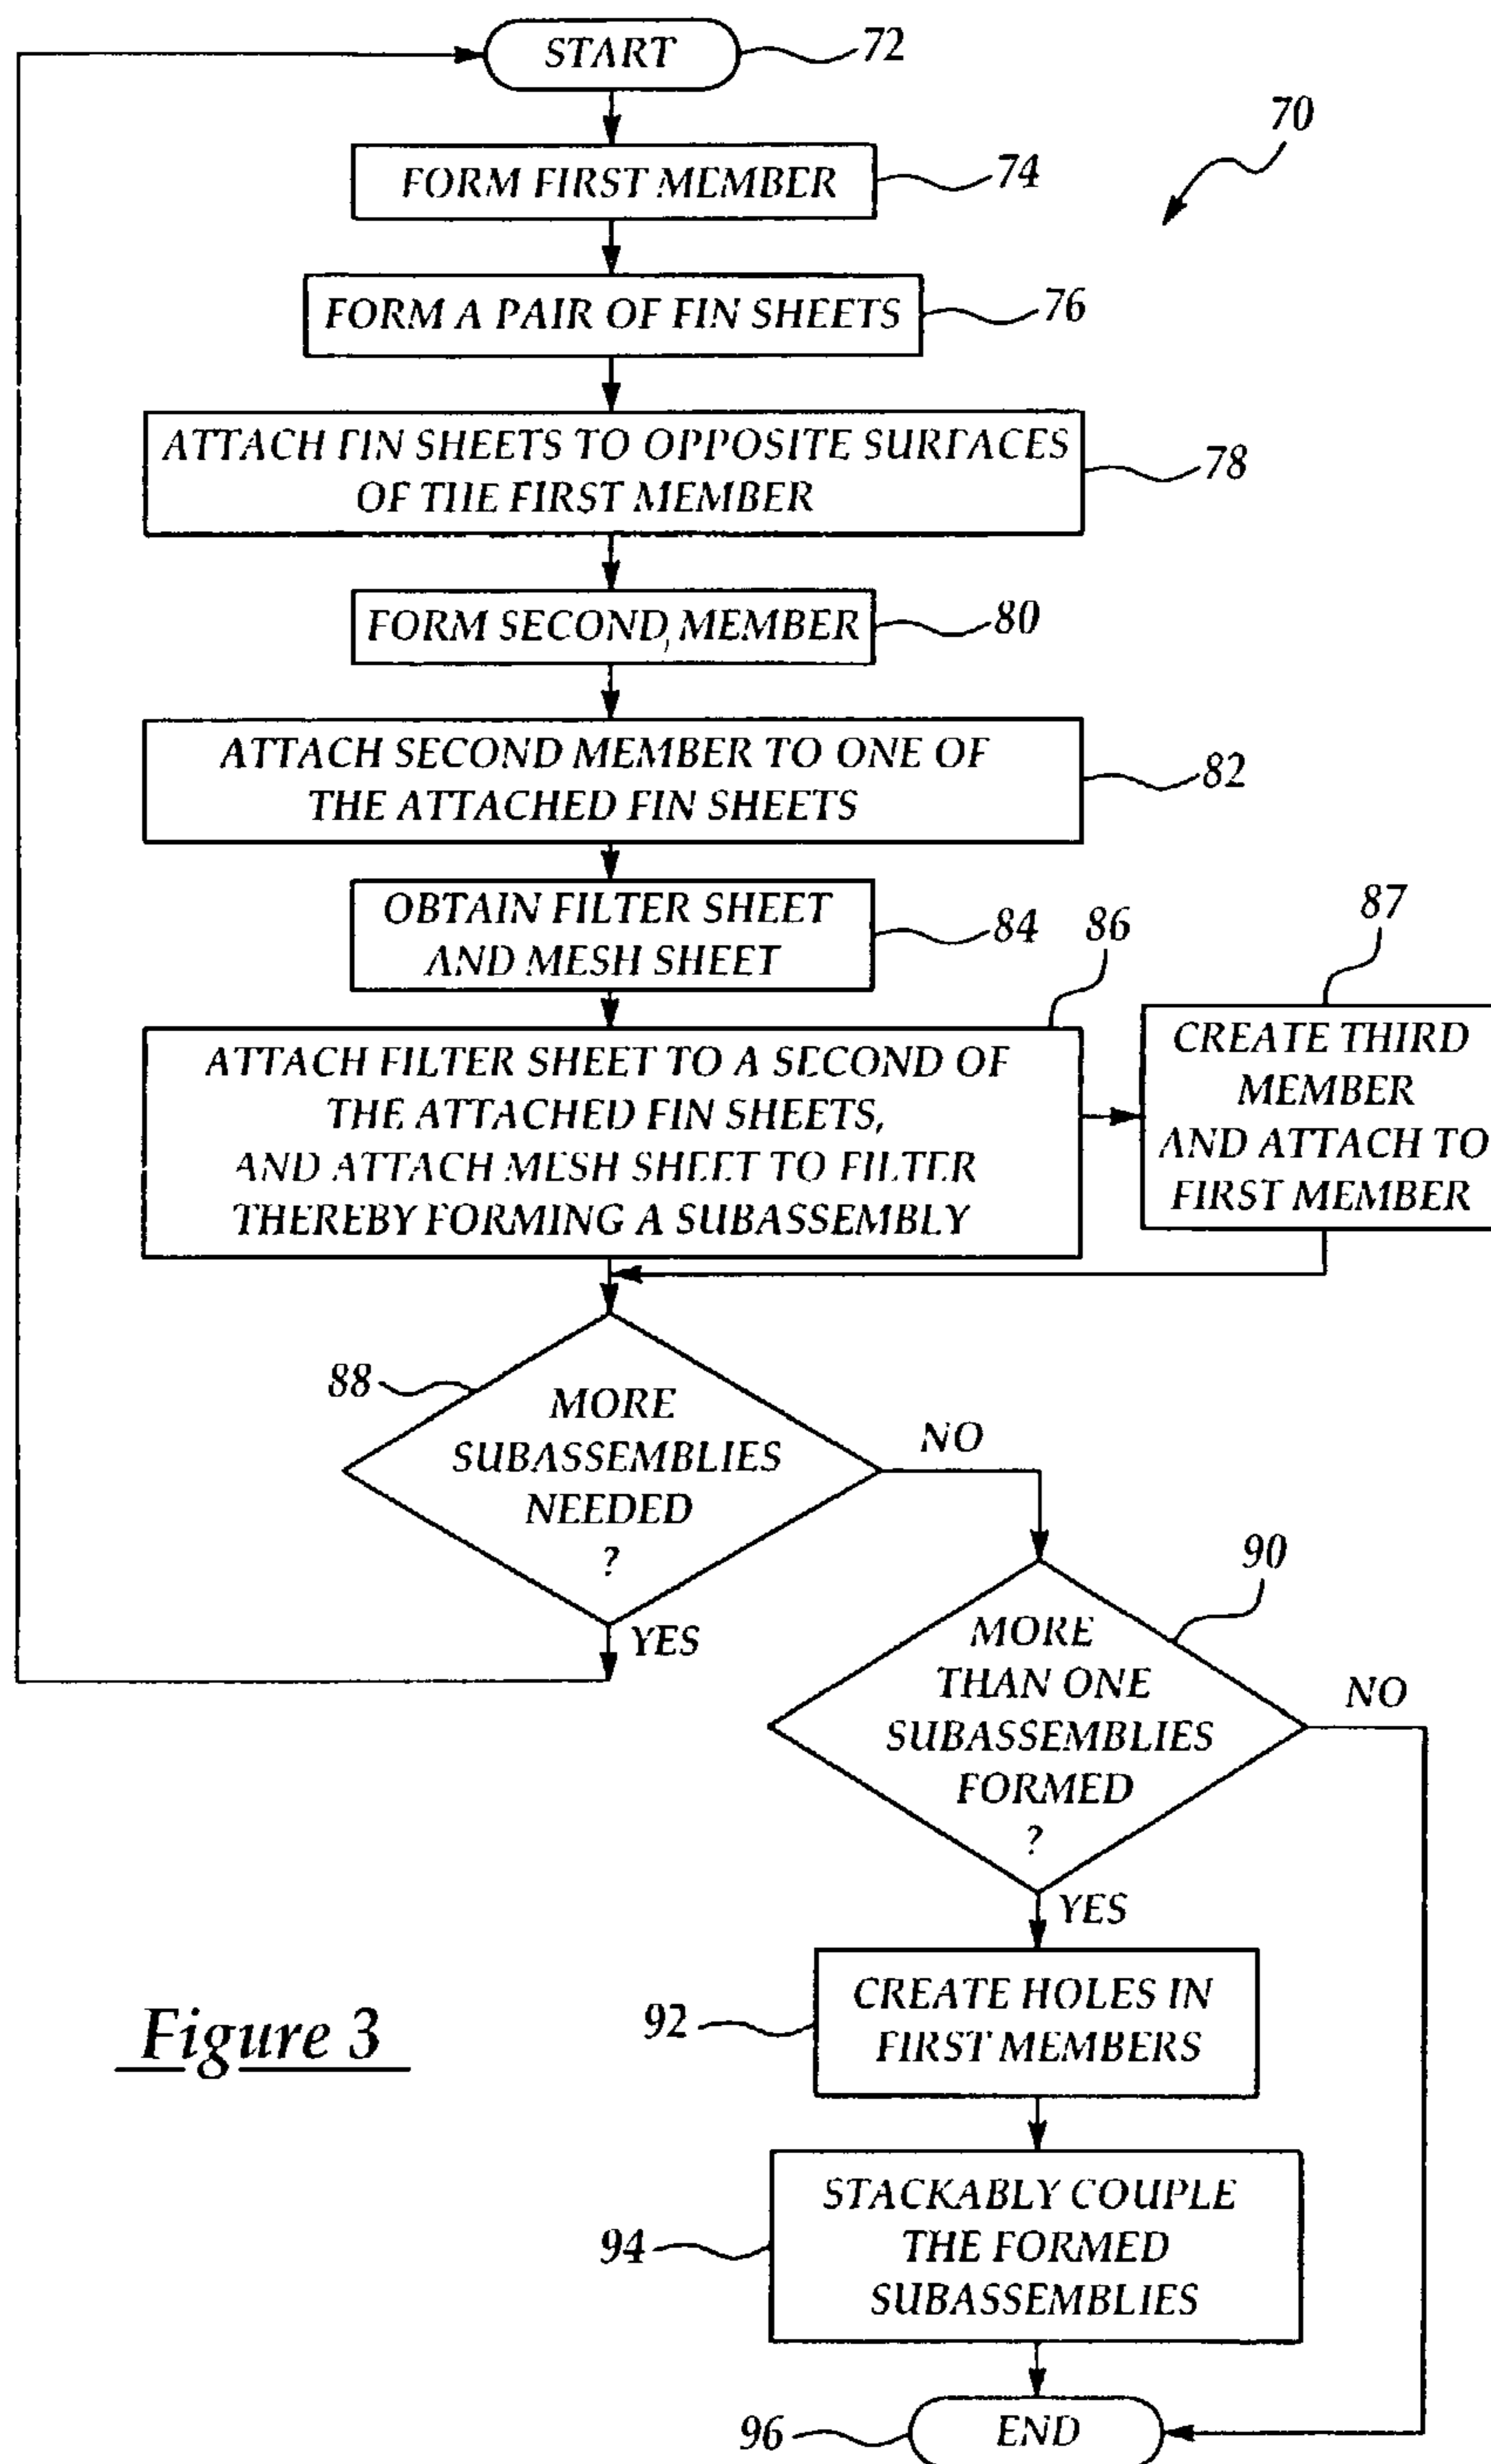 START
72
70
FORM FIRST MEMBER
74
FORM A PAIR OF FIN SHEETS
76
ATTACH FIN SHEETS TO OPPOSITE SURFACES
OF THE FIRST MEMBER
78
FORM SECOND, MEMBER
80
ATTACH SECOND MEMBER TO ONE OF
THE ATTACHED FIN SHEETS
82
OBTAIN FILTER SHEET
AND MESH SHEET
84
86
87
ATTACH FILTER SHEET TO A SECOND OF
THE ATTACHED FIN SHEETS,
AND ATTACH MESH SHEET TO FILTER
THEREBY FORMING A SUBASSEMBLY
CREATE THIRD
MEMBER
AND ATTACH TO
FIRST MEMBER
88
MORE
SUBASSEMBLIES
NEEDED
?
NO
YES
90
MORE
THAN ONE
SUBASSEMBLIES
FORMED
?
NO
YES
92
CREATE HOLES IN
FIRST MEMBERS
94
STACKABLY COUPLE
THE FORMED
SUBASSEMBLIES
96
END
Figure 3